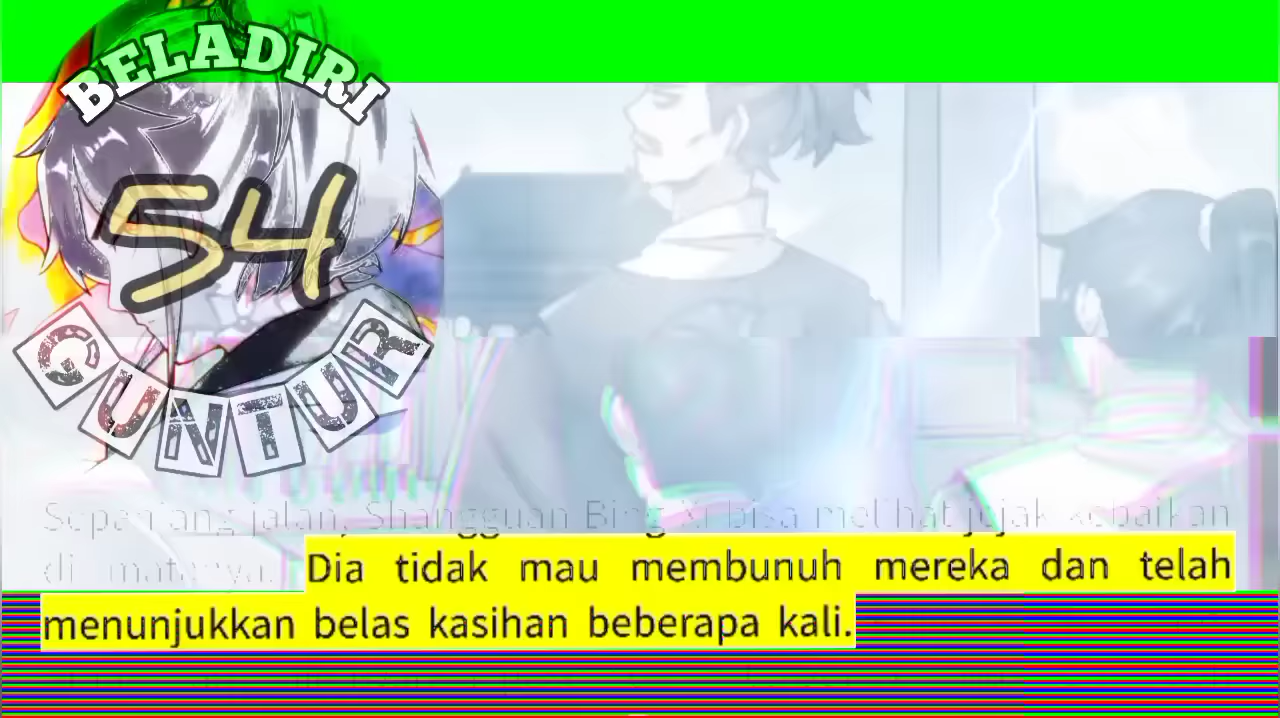 BELADIRI
54
GUNTUR
Sepanjang jalan, Shangguan Bing Xi bisa melihat jejak kebaikan
di matanya. Dia tidak mau membunuh mereka dan telah
menunjukkan belas kasihan beberapa kali.